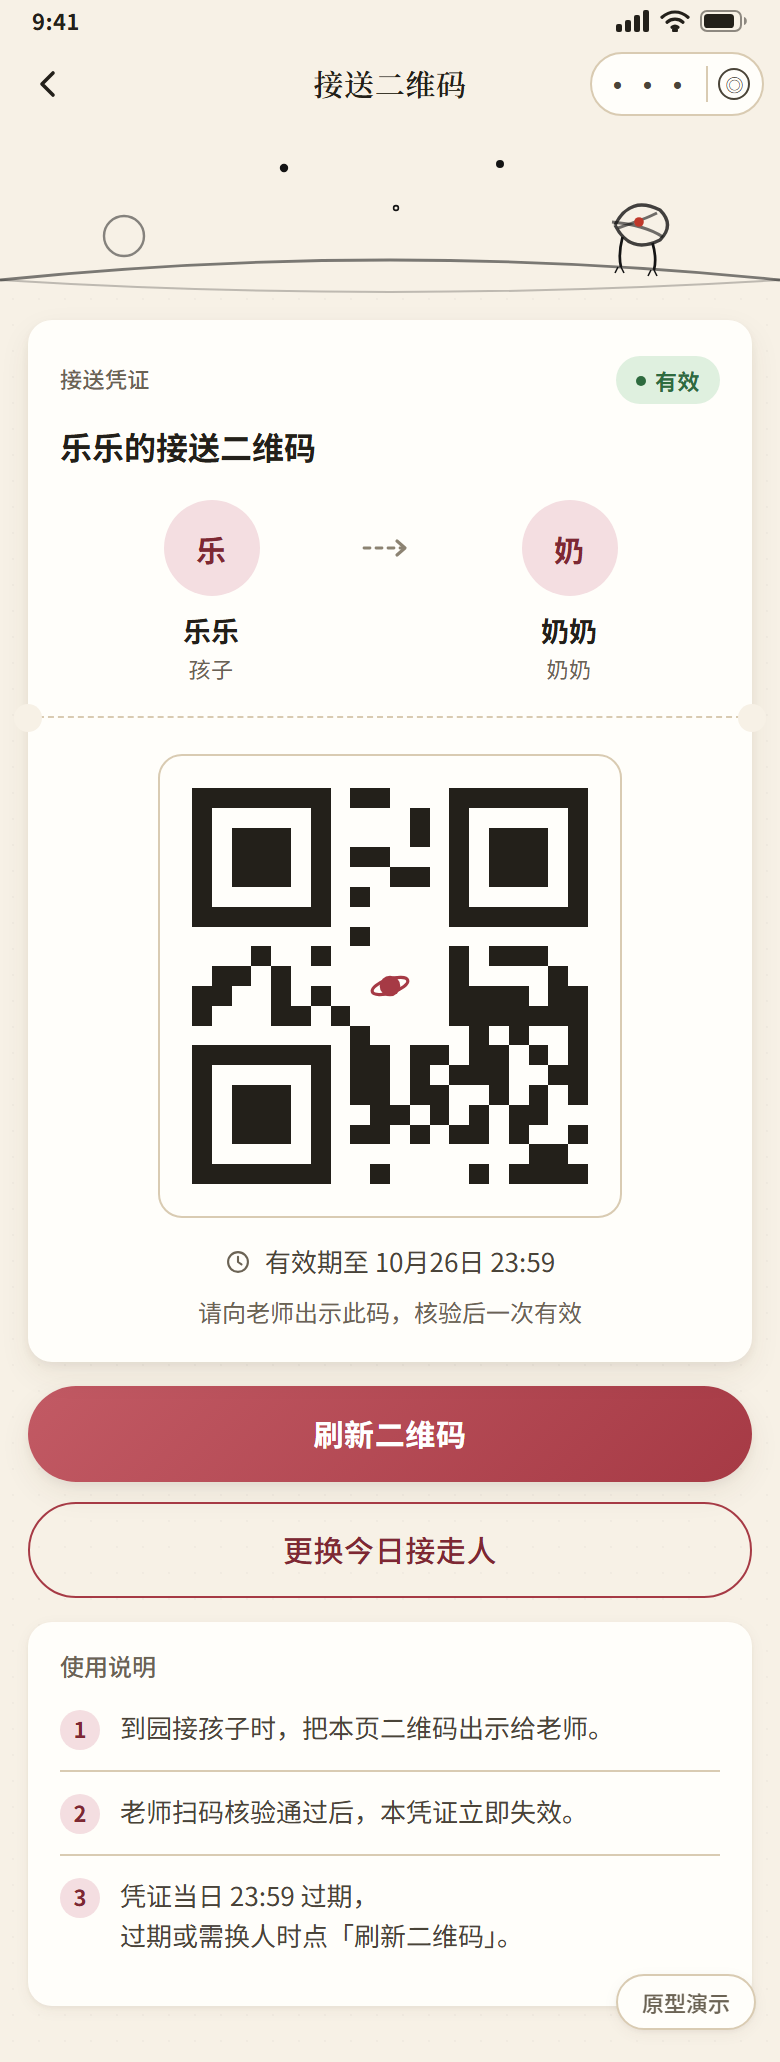 9:41
接送二维码
接送凭证
有效
乐乐的接送二维码
乐
奶
乐乐
奶奶
孩子
奶奶
有效期至 10月26日 23:59
请向老师出示此码，核验后一次有效
刷新二维码
更换今日接走人
使用说明
1 到园接孩子时，把本页二维码出示给老师。
2 老师扫码核验通过后，本凭证立即失效。
3 凭证当日 23:59 过期，
过期或需换人时点「刷新二维码」。
原型演示